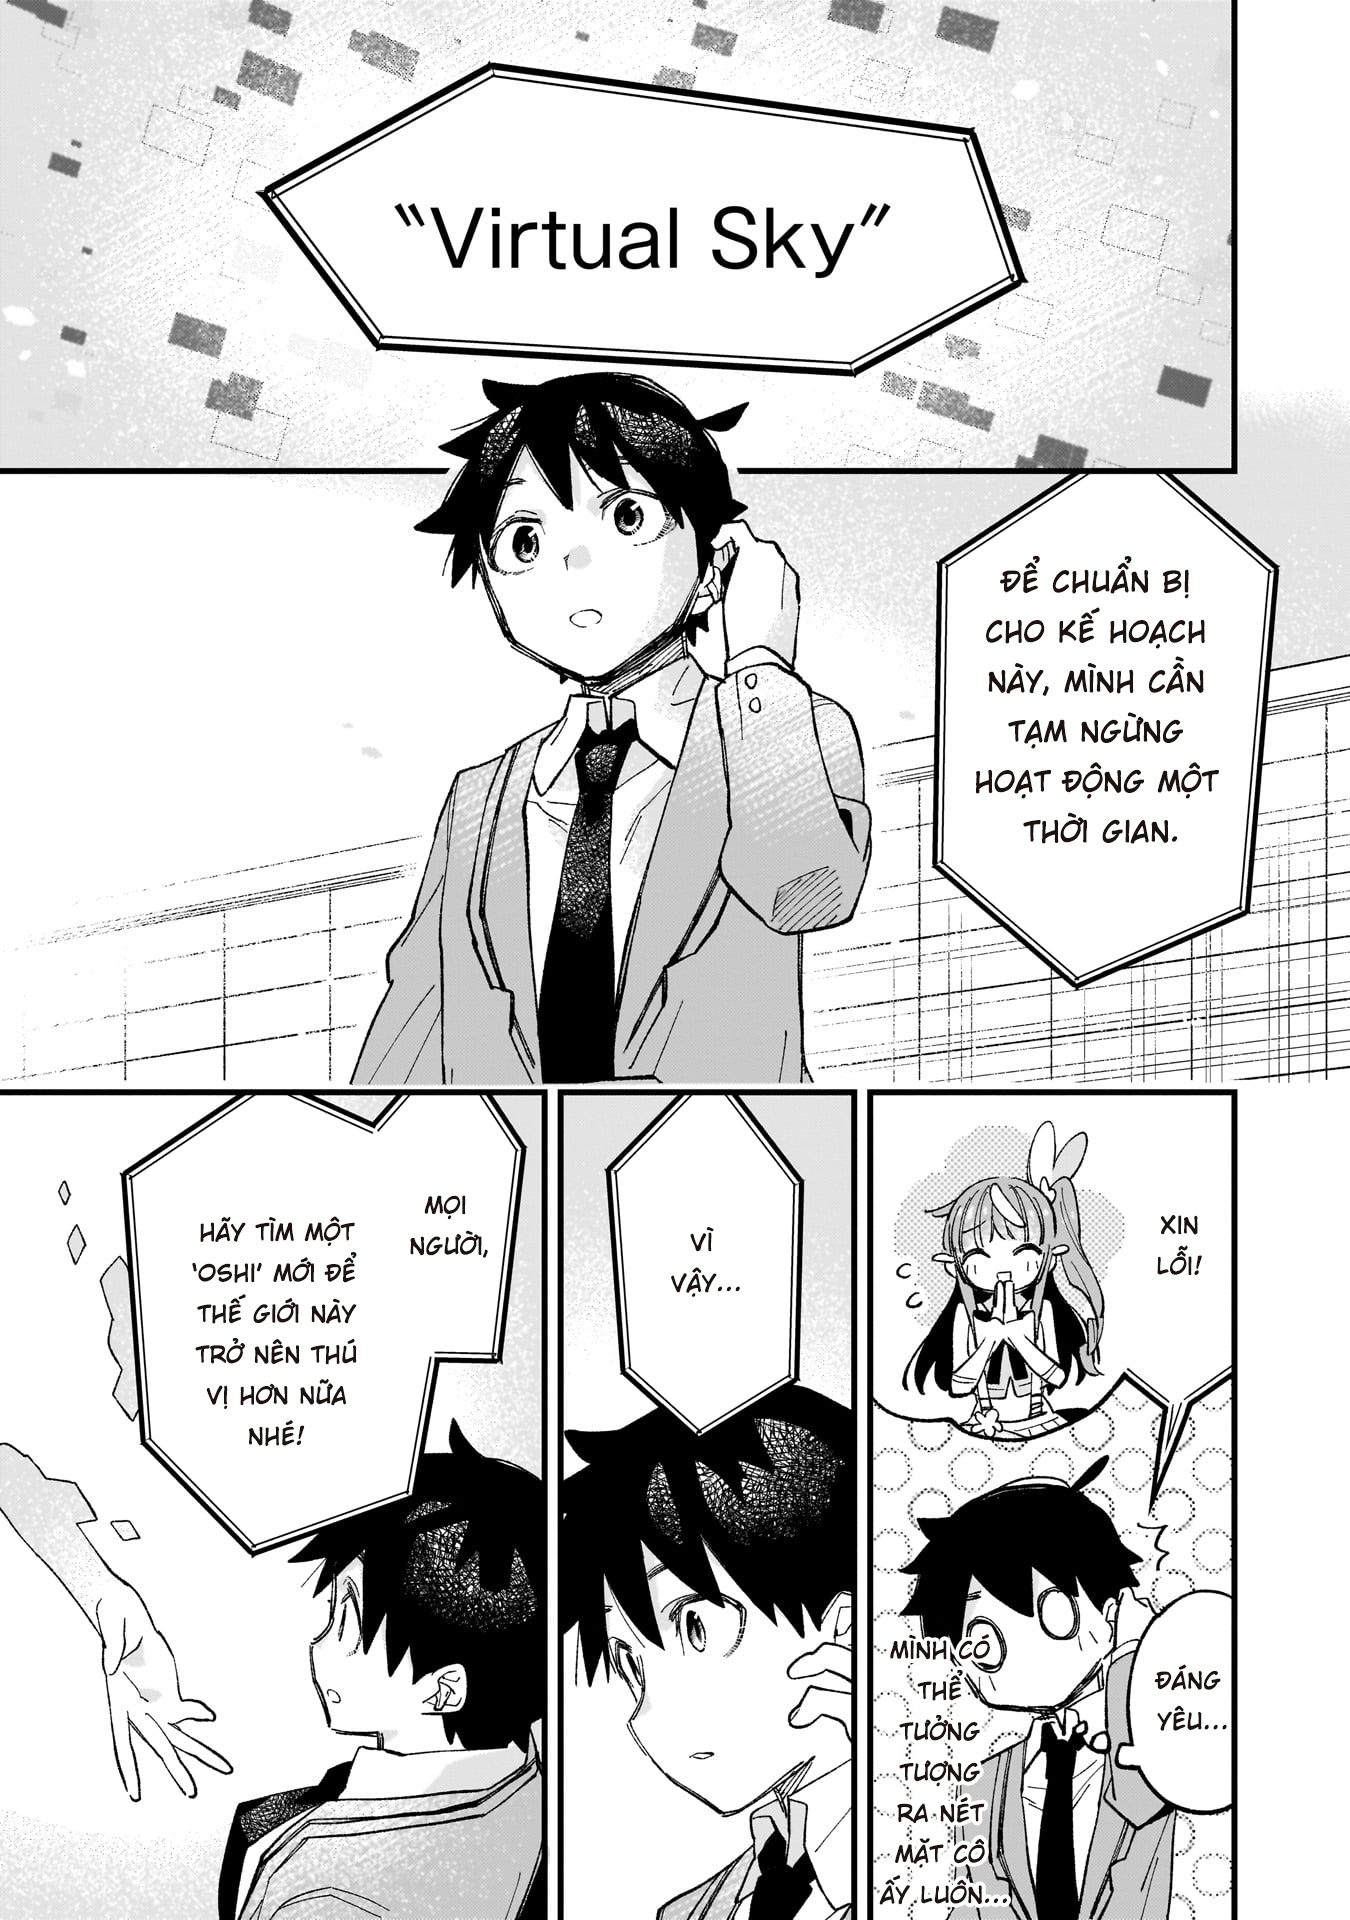 “Virtual Sky”
ĐỂ CHUẨN BỊ
CHO KẾ HOẠCH
NÀY, MÌNH CẦN
TẠM NGỪNG
HOẠT ĐỘNG MỘT
THỜI GIAN.
XIN
LỖI!
ĐÁNG
YÊU...
MÌNH CÓ
THỂ
TƯỞNG
TƯỢNG
RA NÉT
MẶT CÔ
ẤY LUÔN...
VÌ
VẬY...
MỌI
NGƯỜI,
HÃY TÌM MỘT
‘OSHI’ MỚI ĐỂ
THẾ GIỚI NÀY
TRỞ NÊN THÚ
VỊ HƠN NỮA
NHÉ!